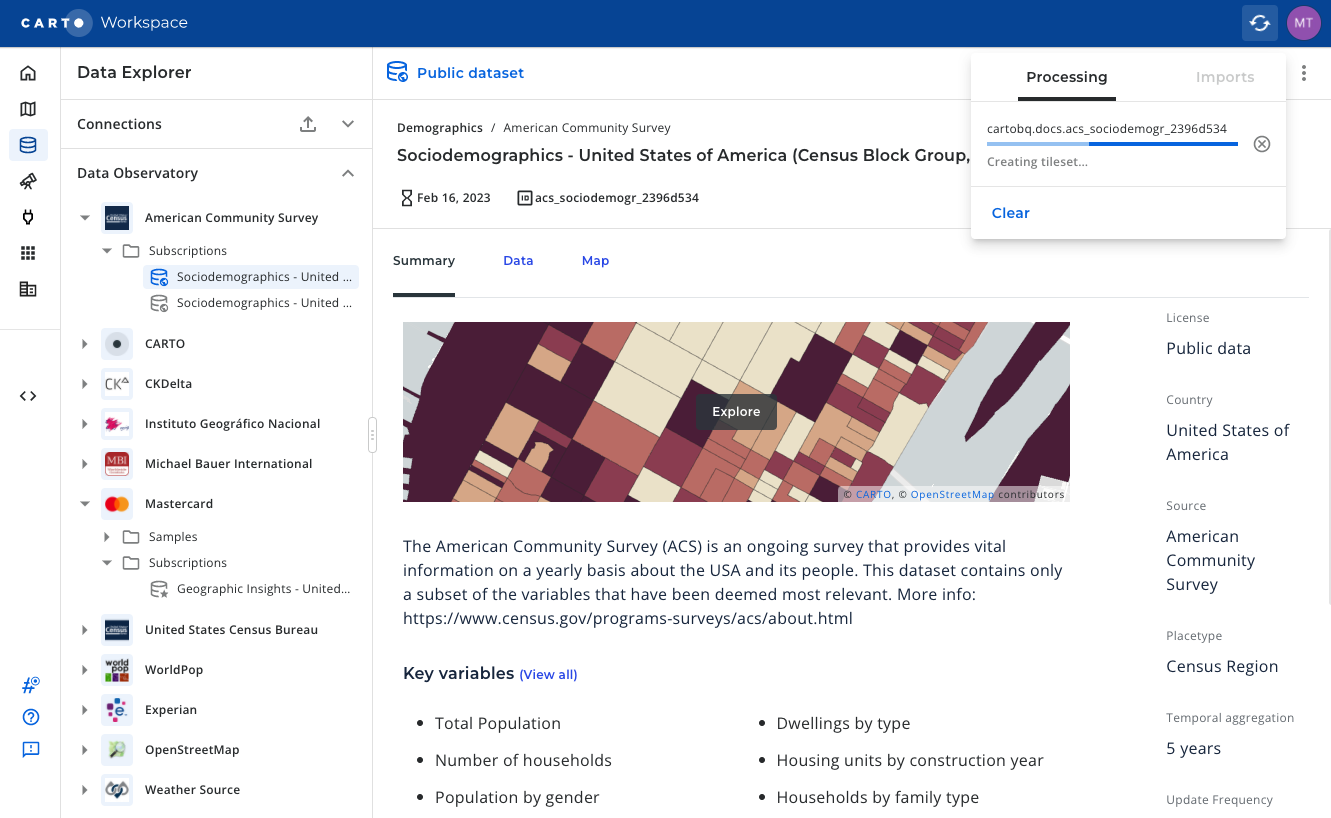 CARTO Workspace
MT
Data Explorer
Connections
Data Observatory
American Community Survey
Subscriptions
Sociodemographics - United ...
Sociodemographics - United ...
CARTO
CKDelta
Instituto Geográfico Nacional
MBI
Michael Bauer International
Mastercard
Samples
Subscriptions
Geographic Insights - United...
United States Census Bureau
world
pop
WorldPop
Experian
OpenStreetMap
Weather Source
Public dataset
Demographics / American Community Survey
Sociodemographics - United States of America (Census Block Group,
Feb 16, 2023
ID acs_sociodemogr_2396d534
Processing
Imports
cartobq.docs.acs_sociodemogr_2396d534
Creating tileset...
Clear
Summary
Data
Map
Explore
© CARTO, © OpenStreetMap contributors
The American Community Survey (ACS) is an ongoing survey that provides vital
information on a yearly basis about the USA and its people. This dataset contains only
a subset of the variables that have been deemed most relevant. More info:
https://www.census.gov/programs-surveys/acs/about.html
Key variables (View all)
• Total Population
• Number of households
• Population by gender
• Dwellings by type
• Housing units by construction year
• Households by family type
License
Public data
Country
United States of
America
Source
American
Community
Survey
Placetype
Census Region
Temporal aggregation
5 years
Update Frequency